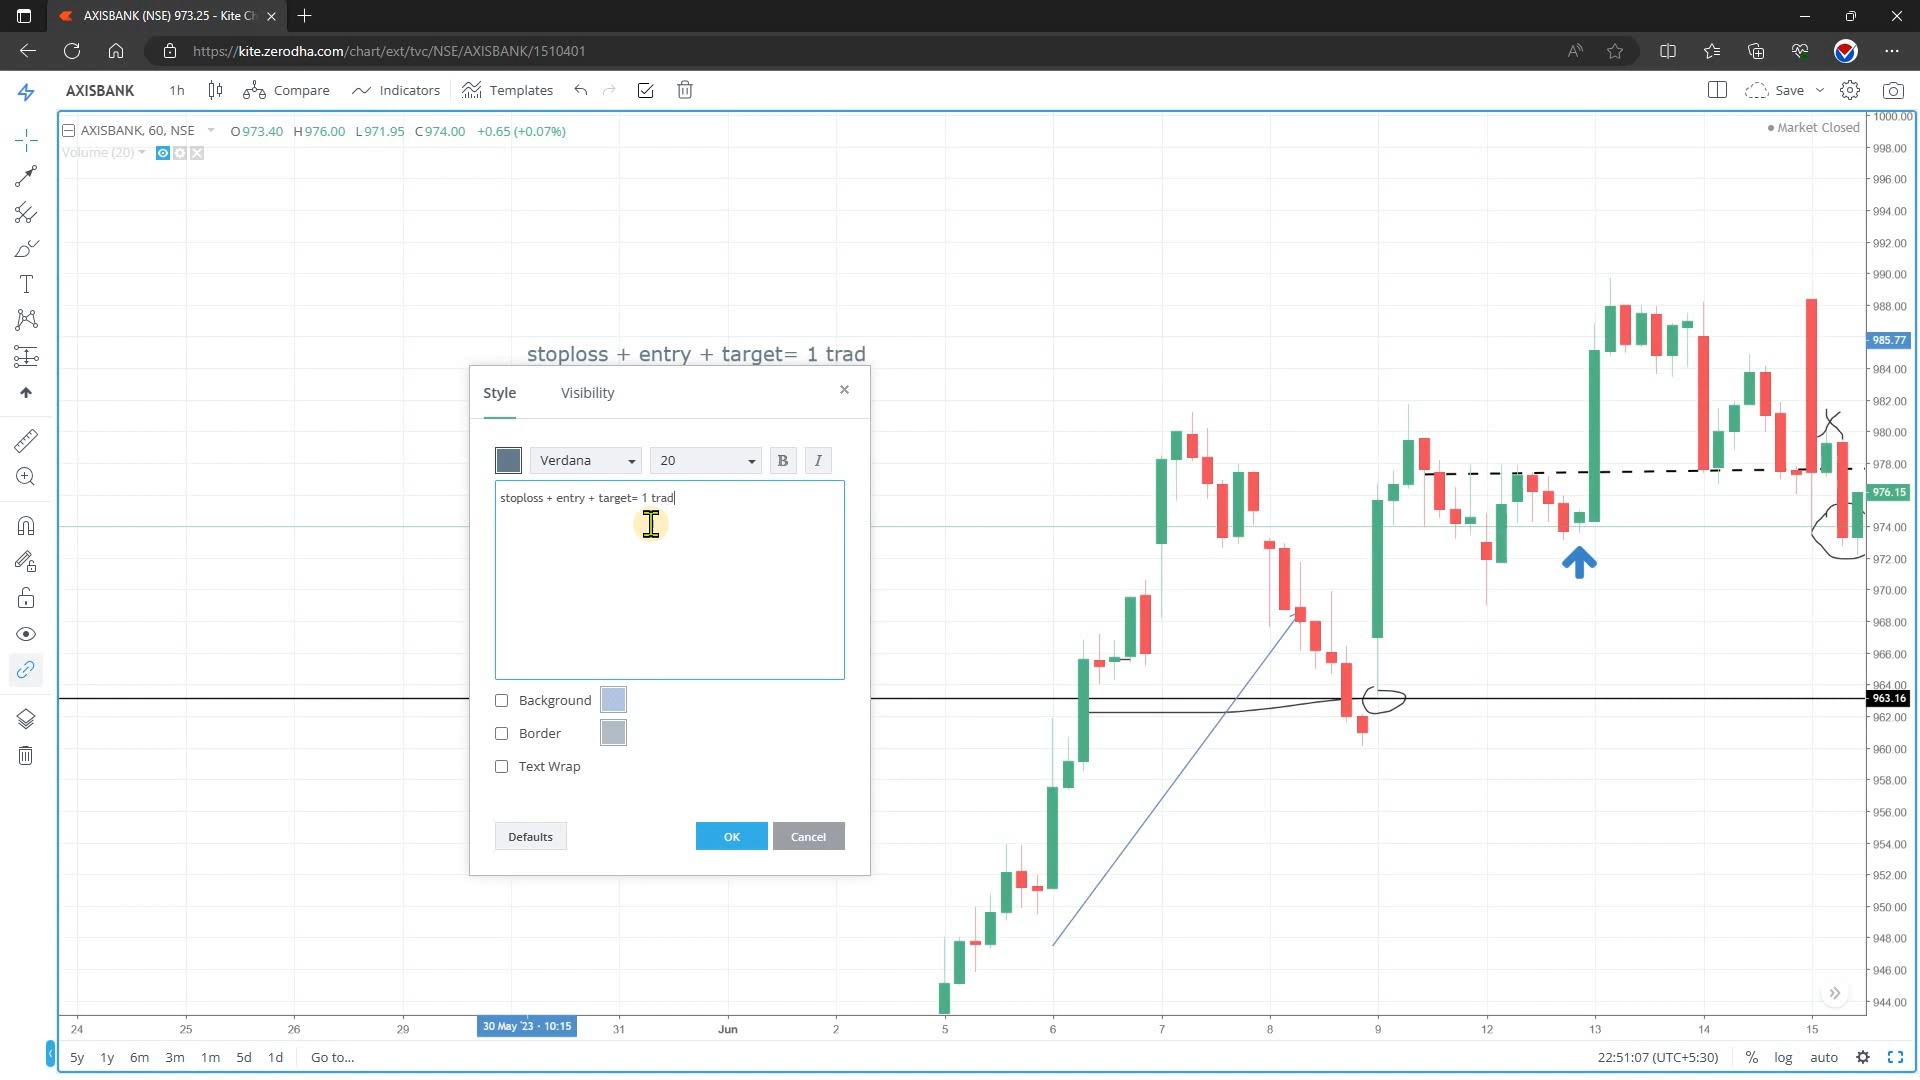 AXISBANK (NSE) 973.25 - Kite Ch
https://kite.zerodha.com/chart/ext/tvc/NSE/AXISBANK/1510401
AXISBANK 1h Compare Indicators Templates Save
AXISBANK, 60, NSE O973.40 H976.00 L971.95 C974.00 +0.65 (+0.07%)
Market Closed
Volume (20)
stoploss + entry + target= 1 trad
Style Visibility
Verdana 20 B I
stoploss + entry + target= 1 trad
Background
Border
Text Wrap
Defaults OK Cancel
1000.00
998.00
996.00
994.00
992.00
990.00
988.00
985.77
984.00
982.00
980.00
978.00
976.15
974.00
972.00
970.00
968.00
966.00
964.00
963.16
962.00
960.00
958.00
956.00
954.00
952.00
950.00
948.00
946.00
944.00
24 25 26 29 30 May '23 - 10:15 31 Jun 2 5 6 7 8 9 12 13 14 15
5y 1y 6m 3m 1m 5d 1d Go to... 22:51:07 (UTC+5:30) % log auto